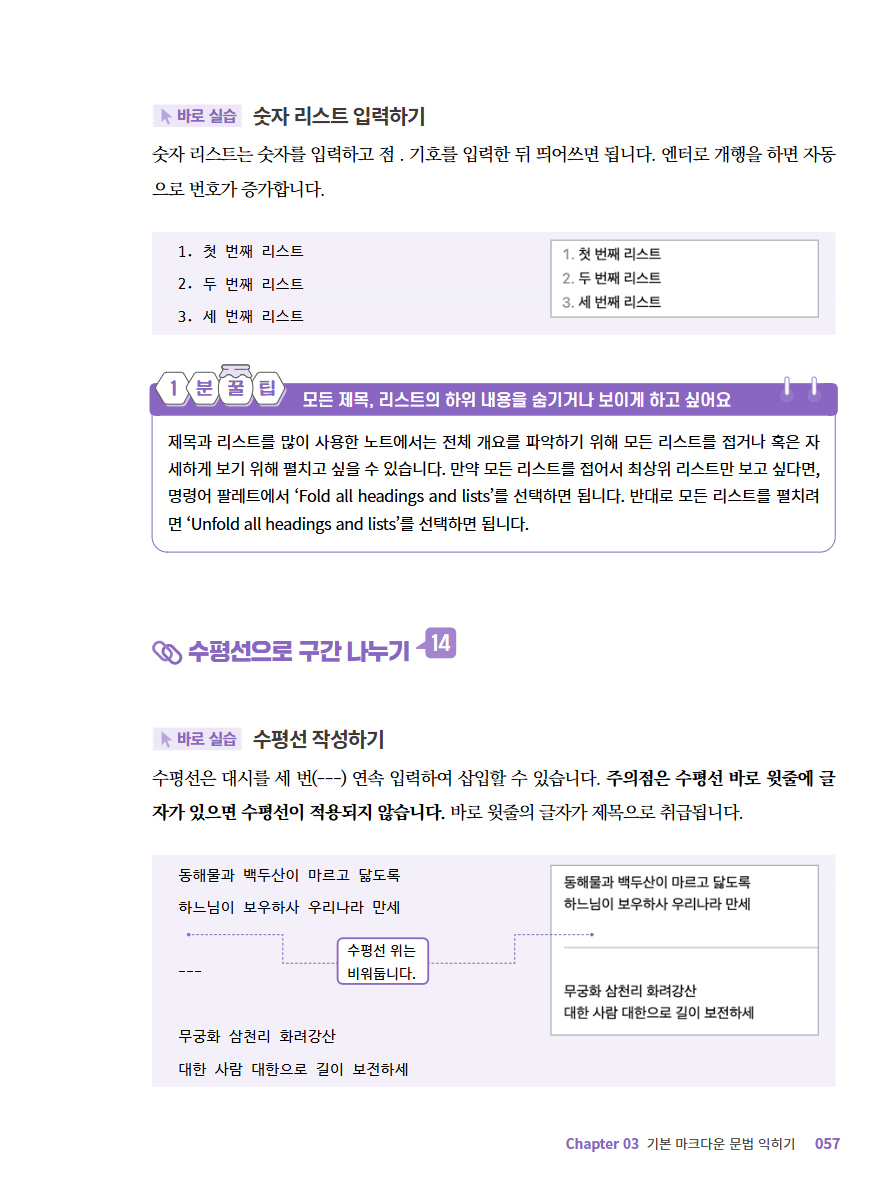 바로 실습 숫자 리스트 입력하기
숫자 리스트는 숫자를 입력하고 점 . 기호를 입력한 뒤 띄어쓰면 됩니다. 엔터로 개행을 하면 자동
으로 번호가 증가합니다.
1. 첫 번째 리스트
2. 두 번째 리스트
3. 세 번째 리스트
1. 첫 번째 리스트
2. 두 번째 리스트
3. 세 번째 리스트
1분꿀팁 모든 제목, 리스트의 하위 내용을 숨기거나 보이게 하고 싶어요
제목과 리스트를 많이 사용한 노트에서는 전체 개요를 파악하기 위해 모든 리스트를 접거나 혹은 자
세하게 보기 위해 펼치고 싶을 수 있습니다. 만약 모든 리스트를 접어서 최상위 리스트만 보고 싶다면,
명령어 팔레트에서 ‘Fold all headings and lists’를 선택하면 됩니다. 반대로 모든 리스트를 펼치려
면 ‘Unfold all headings and lists’를 선택하면 됩니다.
수평선으로 구간 나누기 14
바로 실습 수평선 작성하기
수평선은 대시를 세 번(---) 연속 입력하여 삽입할 수 있습니다. 주의점은 수평선 바로 윗줄에 글
자가 있으면 수평선이 적용되지 않습니다. 바로 윗줄의 글자가 제목으로 취급됩니다.
동해물과 백두산이 마르고 닳도록
하느님이 보우하사 우리나라 만세
---
무궁화 삼천리 화려강산
대한 사람 대한으로 길이 보전하세
수평선 위는
비워둡니다.
동해물과 백두산이 마르고 닳도록
하느님이 보우하사 우리나라 만세
무궁화 삼천리 화려강산
대한 사람 대한으로 길이 보전하세
Chapter 03 기본 마크다운 문법 익히기 057